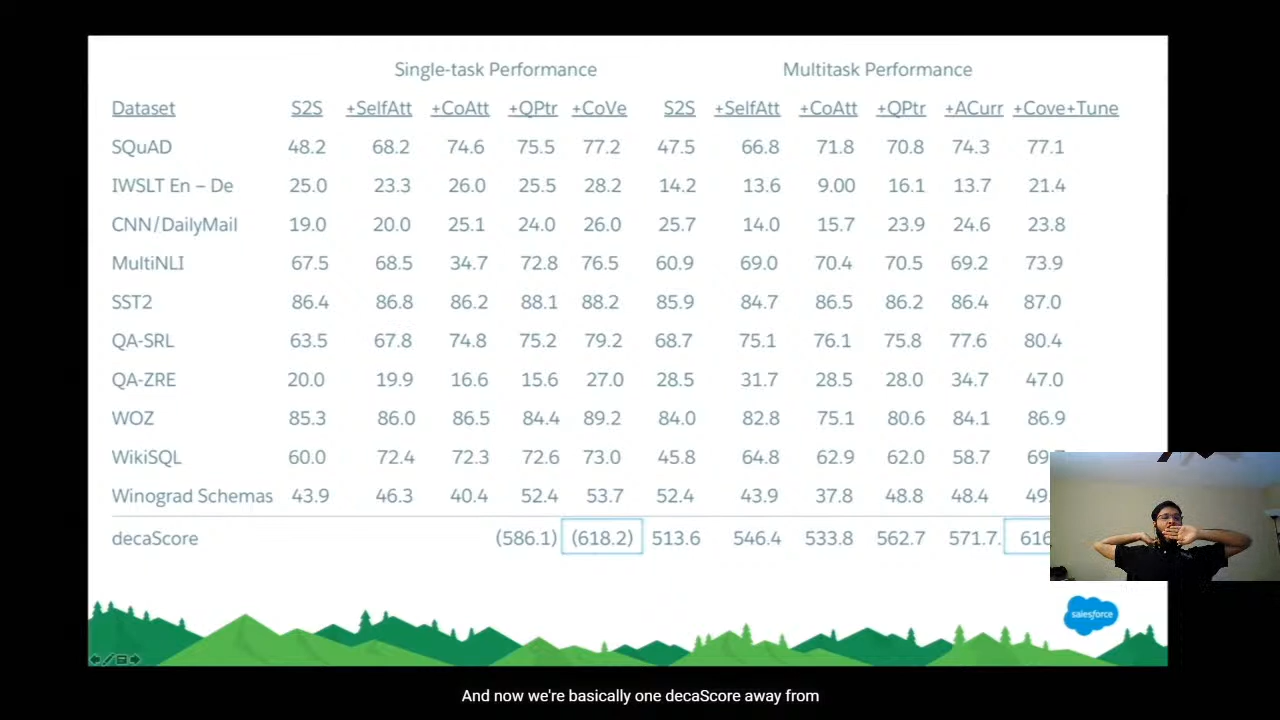 Single-task Performance Multitask Performance
Dataset S2S +SelfAtt +CoAtt +QPtr +CoVe S2S +SelfAtt +CoAtt +QPtr +ACurr +Cove+Tune
SQuAD 48.2 68.2 74.6 75.5 77.2 47.5 66.8 71.8 70.8 74.3 77.1
IWSLT En – De 25.0 23.3 26.0 25.5 28.2 14.2 13.6 9.00 16.1 13.7 21.4
CNN/DailyMail 19.0 20.0 25.1 24.0 26.0 25.7 14.0 15.7 23.9 24.6 23.8
MultiNLI 67.5 68.5 34.7 72.8 76.5 60.9 69.0 70.4 70.5 69.2 73.9
SST2 86.4 86.8 86.2 88.1 88.2 85.9 84.7 86.5 86.2 86.4 87.0
QA-SRL 63.5 67.8 74.8 75.2 79.2 68.7 75.1 76.1 75.8 77.6 80.4
QA-ZRE 20.0 19.9 16.6 15.6 27.0 28.5 31.7 28.5 28.0 34.7 47.0
WOZ 85.3 86.0 86.5 84.4 89.2 84.0 82.8 75.1 80.6 84.1 86.9
WikiSQL 60.0 72.4 72.3 72.6 73.0 45.8 64.8 62.9 62.0 58.7
Winograd Schemas 43.9 46.3 40.4 52.4 53.7 52.4 43.9 37.8 48.8 48.4
decaScore (586.1) (618.2) 513.6 546.4 533.8 562.7 571.7
salesforce
And now we're basically one decaScore away from